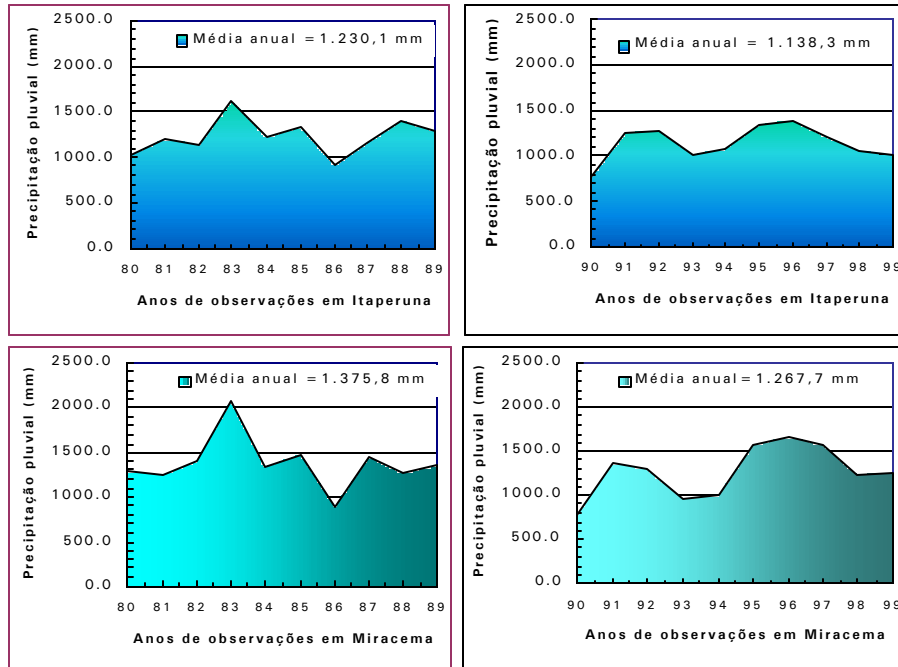 Precipitação pluvial (mm)
2500.0
2000.0
1500.0
1000.0
500.0
0.0
Média anual = 1.230,1 mm
80 81 82 83 84 85 86 87 88 89
Anos de observações em Itaperuna
Precipitação pluvial (mm)
2500.0
2000.0
1500.0
1000.0
500.0
0.0
Média anual = 1.138,3 mm
90 91 92 93 94 95 96 97 98 99
Anos de observações em Itaperuna
Precipitação pluvial (mm)
2500.0
2000.0
1500.0
1000.0
500.0
0.0
Média anual = 1.375,8 mm
80 81 82 83 84 85 86 87 88 89
Anos de observações em Miracema
Precipitação pluvial (mm)
2500.0
2000.0
1500.0
1000.0
500.0
0.0
Média anual = 1.267,7 mm
90 91 92 93 94 95 96 97 98 99
Anos de observações em Miracema